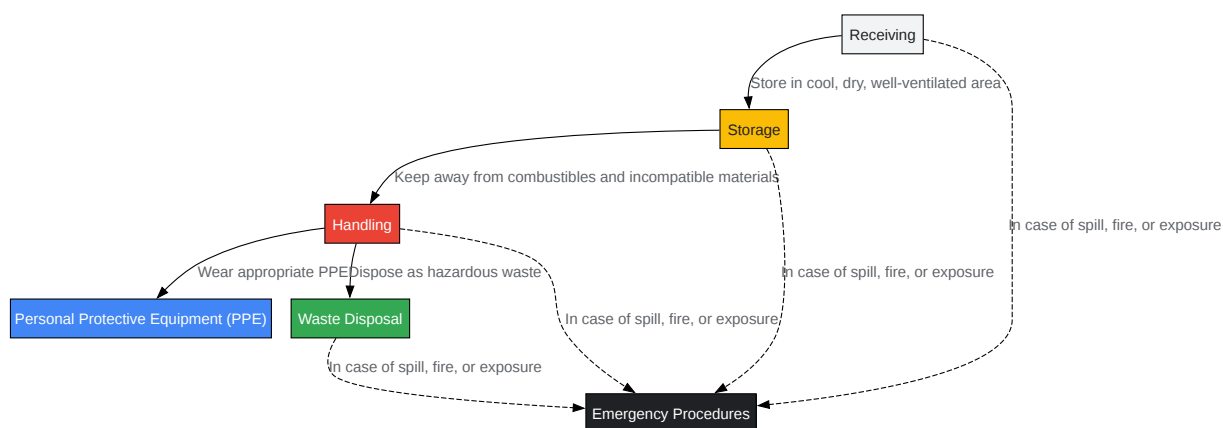 Receiving
Store in cool, dry, well-ventilated area
Storage
Keep away from combustibles and incompatible materials
Handling
In case of spill, fire, or exposure
Wear appropriate PPE
Dispose as hazardous waste
In case of spill, fire, or exposure
Personal Protective Equipment (PPE)
Waste Disposal
In case of spill, fire, or exposure
In case of spill, fire, or exposure
Emergency Procedures